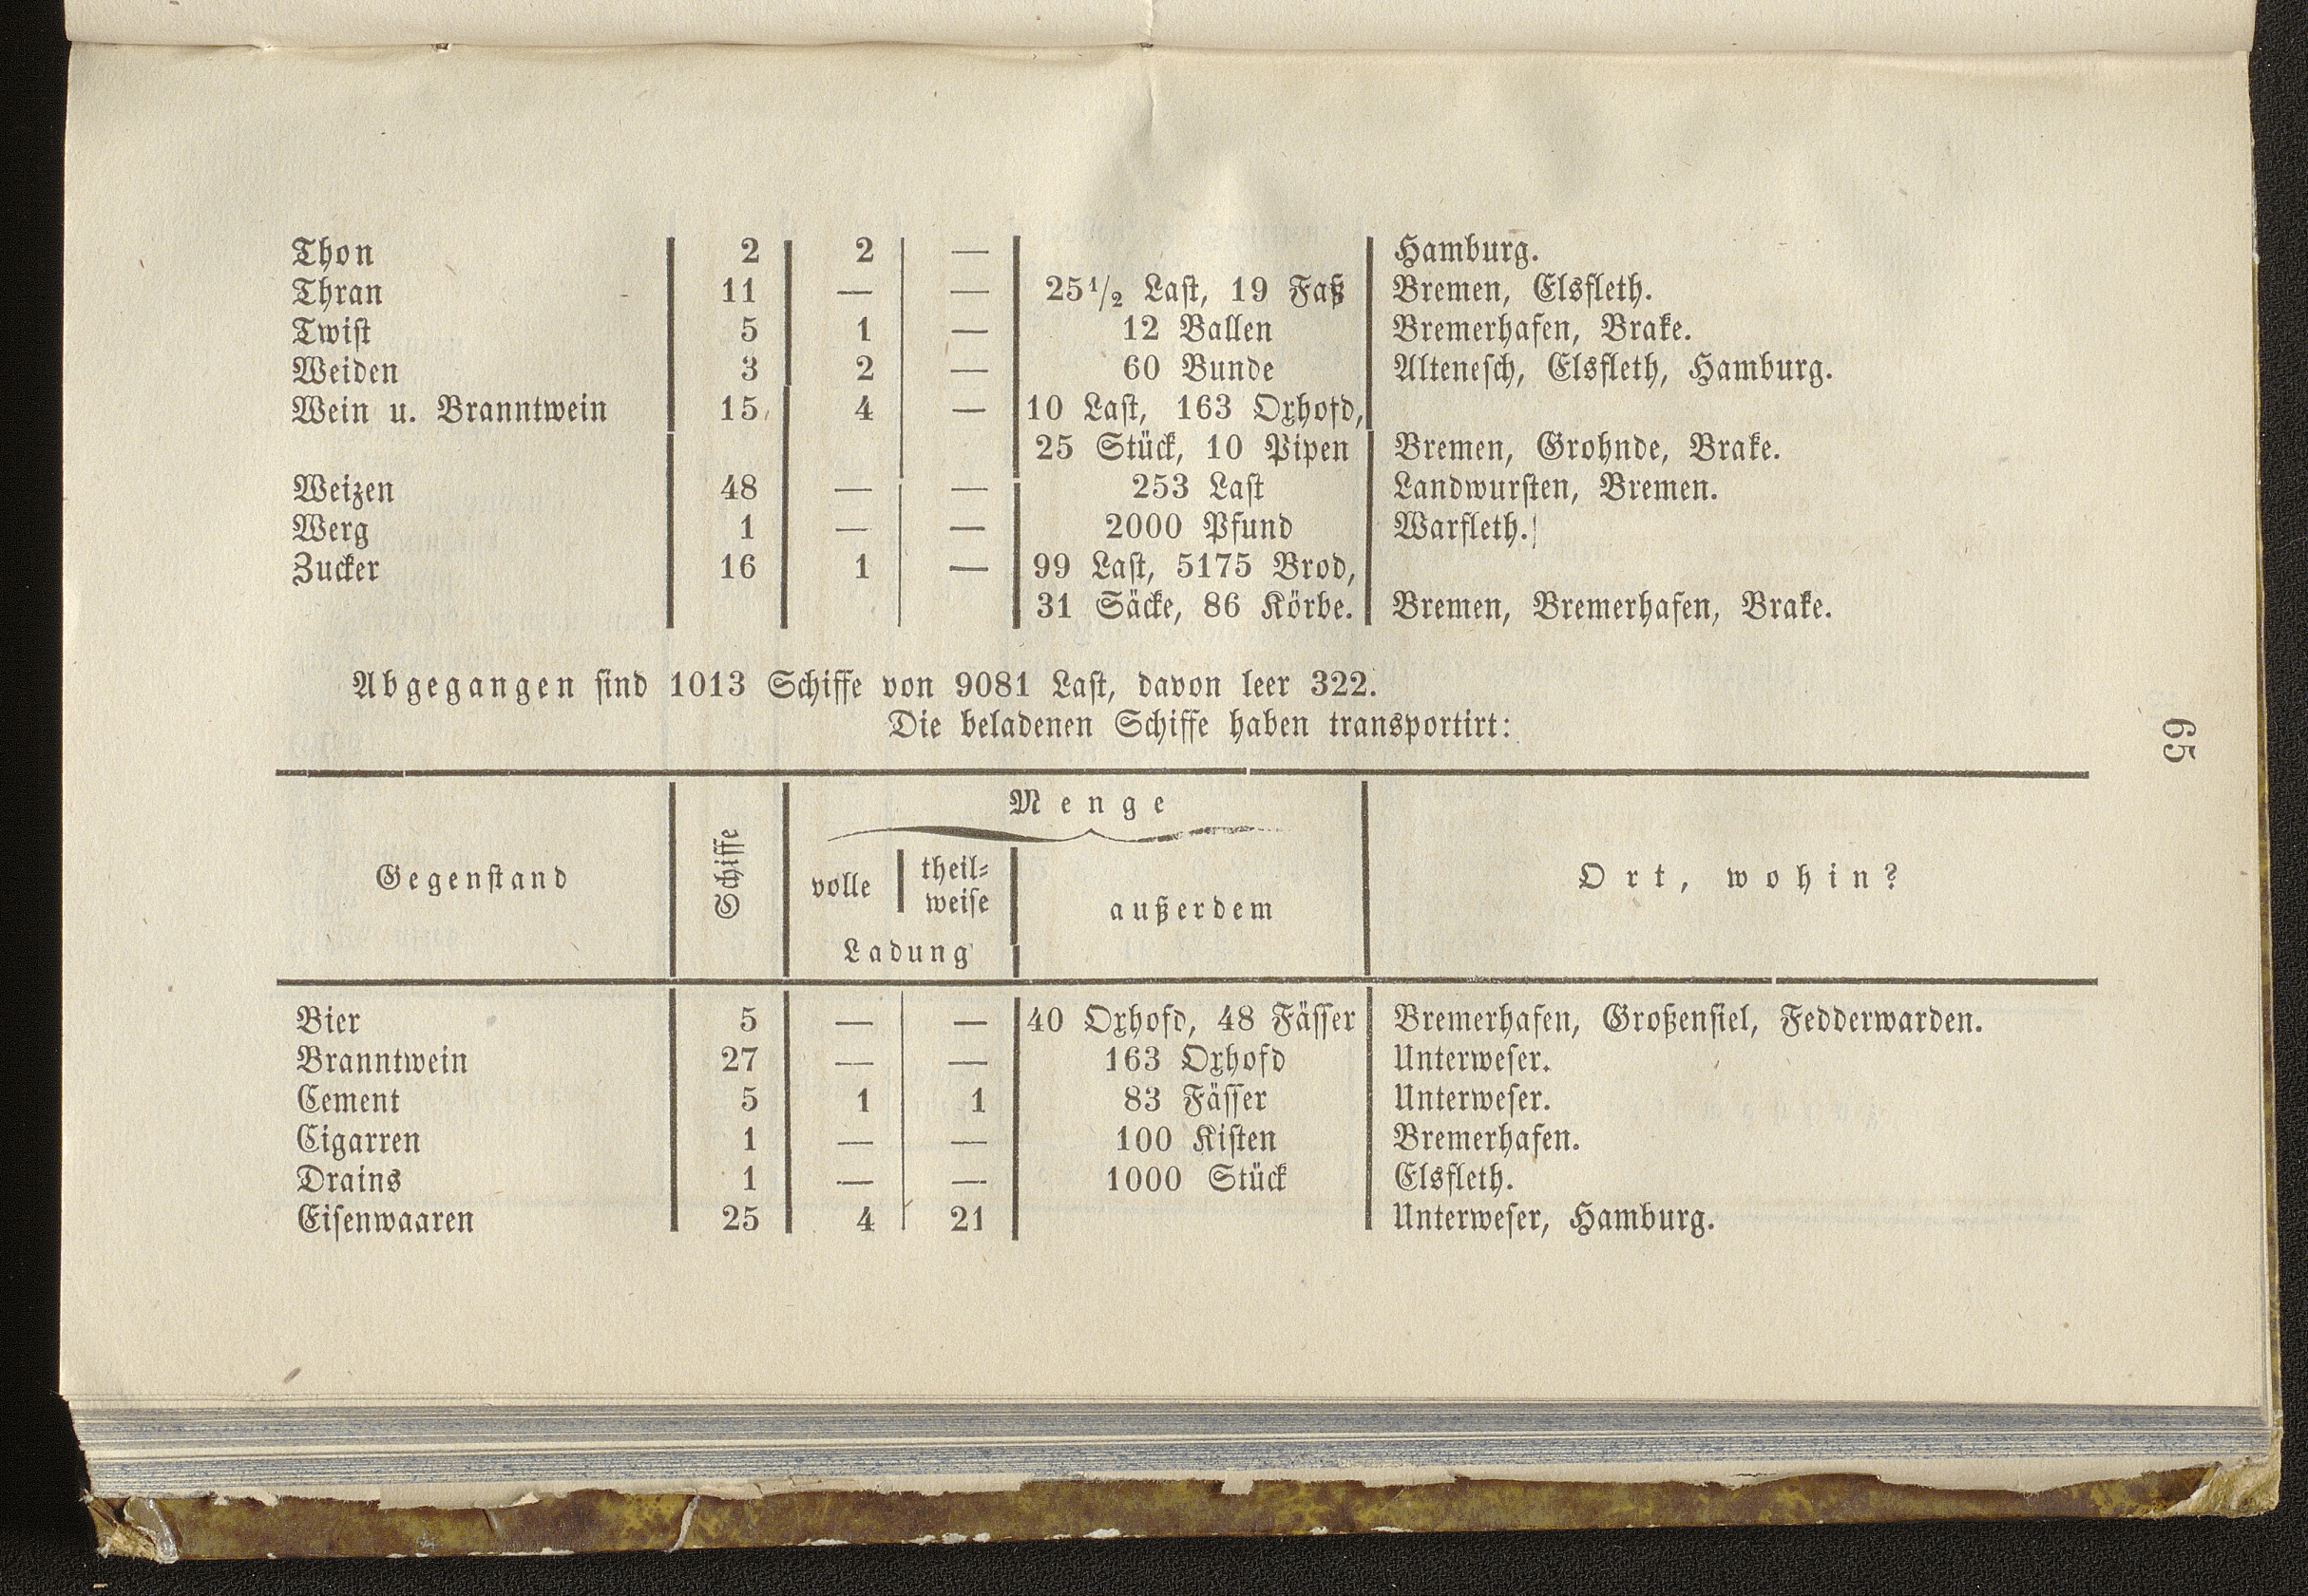 Thon 2 2 — Hamburg.
Thran 11 — — 25 1/2 Laſt, 19 Faß Bremen, Elsfleth.
Twiſt 5 1 — 12 Ballen Bremerhafen, Brake.
Weiden 3 2 — 60 Bunde Alteneſch, Elsfleth, Hamburg.
Wein u. Branntwein 15 4 — 10 Laſt, 163 Oxhofd,
25 Stück, 10 Pipen Bremen, Grohnde, Brake.
Weizen 48 — — 253 Laſt Landwurſten, Bremen.
Werg 1 — — 2000 Pfund Warfleth.
Zucker 16 1 — 99 Laſt, 5175 Brod,
31 Säcke, 86 Körbe. Bremen, Bremerhafen, Brake.
Abgegangen ſind 1013 Schiffe von 9081 Laſt, davon leer 322.
Die beladenen Schiffe haben transportirt:
65
Menge
Gegenſtand Schiffe volle theil-
weiſe außerdem Ort, wohin?
Ladung
Bier 5 — — 40 Oxhofd, 48 Fäſſer Bremerhafen, Großenſiel, Fedderwarden.
Branntwein 27 — — 163 Oxhofd Unterweſer.
Cement 5 1 1 83 Fäſſer Unterweſer.
Cigarren 1 — — 100 Kiſten Bremerhafen.
Drains 1 — — 1000 Stück Elsfleth.
Eiſenwaaren 25 4 21 Unterweſer, Hamburg.